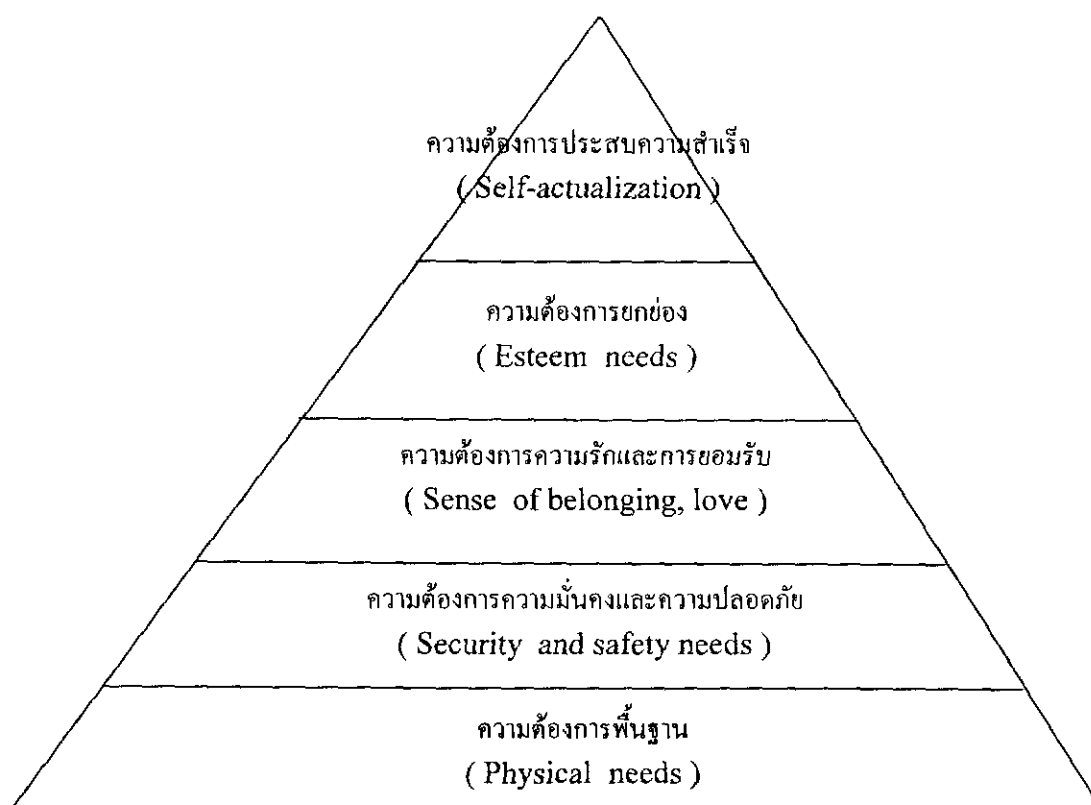 ความต้องการประสบความสำเร็จ
( Self-actualization )
ความต้องการยกย่อง
( Esteem needs )
ความต้องการความรักและการยอมรับ
( Sense of belonging, love )
ความต้องการความมั่นคงและความปลอดภัย
( Security and safety needs )
ความต้องการพื้นฐาน
( Physical needs )